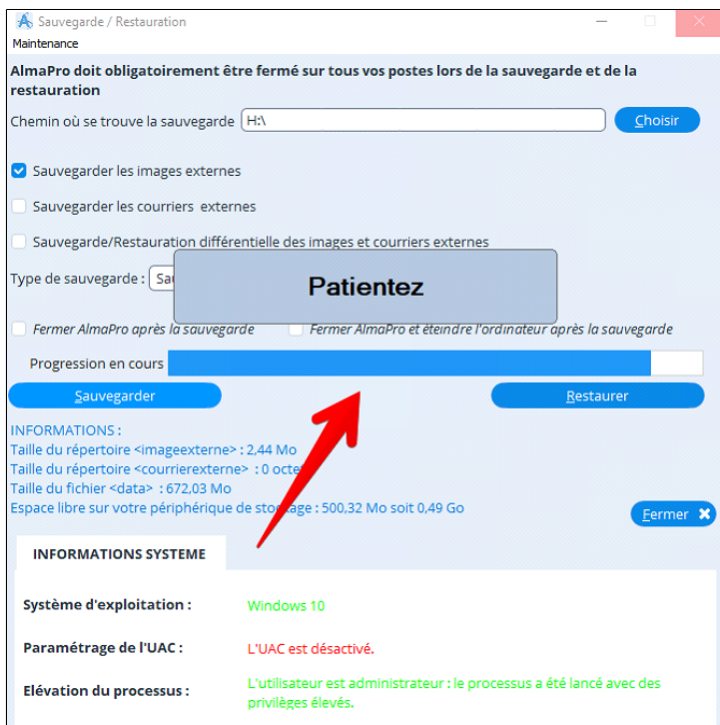 Sauvegarde / Restauration
Maintenance
AlmaPro doit obligatoirement être fermé sur tous vos postes lors de la sauvegarde et de la
restauration
Chemin où se trouve la sauvegarde H:\ Choisir
Sauvegarder les images externes
Sauvegarder les courriers externes
Sauvegarde/Restauration différentielle des images et courriers externes
Type de sauvegarde : Sa
Patientez
Fermer AlmaPro après la sauvegarde Fermer AlmaPro et éteindre l'ordinateur après la sauvegarde
Progression en cours
Sauvegarder Restaurer
INFORMATIONS :
Taille du répertoire <imageexterne> : 2,44 Mo
Taille du répertoire <courrierexterne> : 0 octe
Taille du fichier <data> : 672,03 Mo
Espace libre sur votre périphérique de stockage : 500,32 Mo soit 0,49 Go
Fermer
INFORMATIONS SYSTEME
Système d'exploitation : Windows 10
Paramétrage de l'UAC : L'UAC est désactivé.
Elévation du processus : L'utilisateur est administrateur : le processus a été lancé avec des
privilèges élevés.